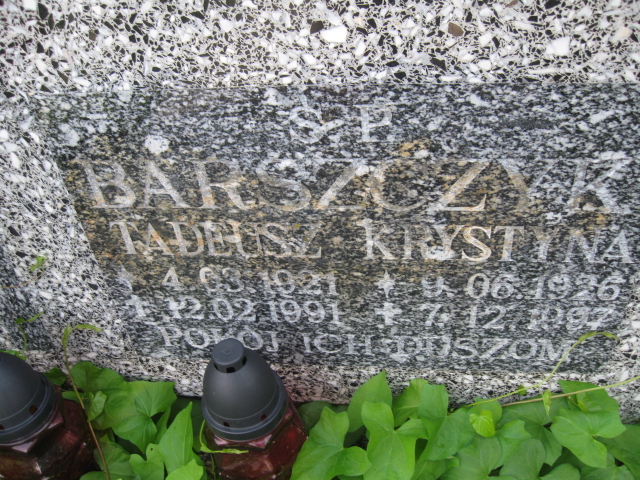 Ś P
BARSZCZYK
TADEUSZ KRYSTYNA
* 4.03.1921 * 9.06.1926
+ 12.02.1991 + 7.12.1997
POKÓJ ICH DUSZOM